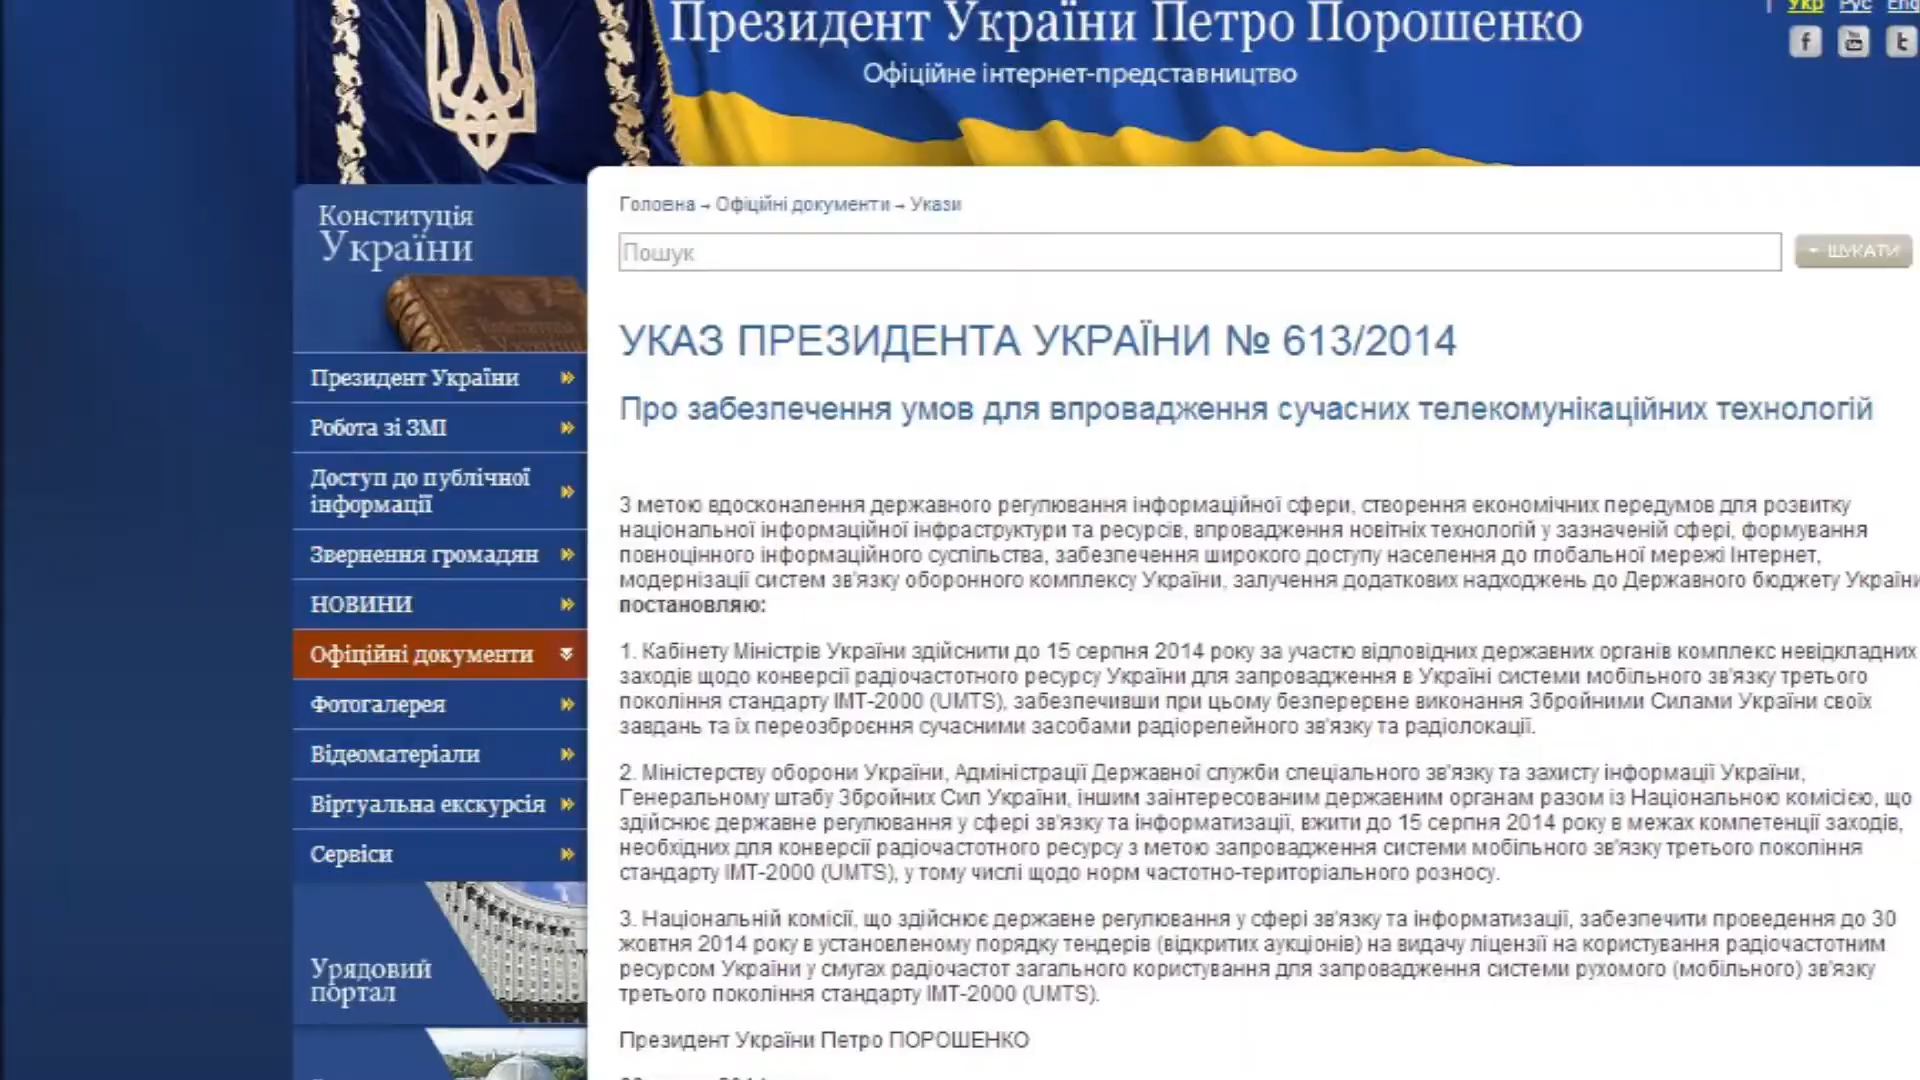 Президент України Петро Порошенко
Офіційне інтернет-представництво
Укр Рус
Конституція
України
Президент України
Робота зі ЗМІ
Доступ до публічної
інформації
Звернення громадян
НОВИНИ
Офіційні документи
Фотогалерея
Відеоматеріали
Віртуальна екскурсія
Сервіси
Урядовий
портал
Головна → Офіційні документи → Укази
Пошук
ШУКАТИ
УКАЗ ПРЕЗИДЕНТА УКРАЇНИ № 613/2014
Про забезпечення умов для впровадження сучасних телекомунікаційних технологій
З метою вдосконалення державного регулювання інформаційної сфери, створення економічних передумов для розвитку
національної інформаційної інфраструктури та ресурсів, впровадження новітніх технологій у зазначеній сфері, формування
повноцінного інформаційного суспільства, забезпечення широкого доступу населення до глобальної мережі Інтернет,
модернізації систем зв'язку оборонного комплексу України, залучення додаткових надходжень до Державного бюджету України
постановляю:
1. Кабінету Міністрів України здійснити до 15 серпня 2014 року за участю відповідних державних органів комплекс невідкладних
заходів щодо конверсії радіочастотного ресурсу України для запровадження в Україні системи мобільного зв'язку третього
покоління стандарту IMT-2000 (UMTS), забезпечивши при цьому безперервне виконання Збройними Силами України своїх
завдань та їх переозброєння сучасними засобами радіорелейного зв'язку та радіолокації.
2. Міністерству оборони України, Адміністрації Державної служби спеціального зв'язку та захисту інформації України,
Генеральному штабу Збройних Сил України, іншим заінтересованим державним органам разом із Національною комісією, що
здійснює державне регулювання у сфері зв'язку та інформатизації, вжити до 15 серпня 2014 року в межах компетенції заходів,
необхідних для конверсії радіочастотного ресурсу з метою запровадження системи мобільного зв'язку третього покоління
стандарту IMT-2000 (UMTS), у тому числі щодо норм частотно-територіального розносу.
3. Національній комісії, що здійснює державне регулювання у сфері зв'язку та інформатизації, забезпечити проведення до 30
жовтня 2014 року в установленому порядку тендерів (відкритих аукціонів) на видачу ліцензії на користування радіочастотним
ресурсом України у смугах радіочастот загального користування для запровадження системи рухомого (мобільного) зв'язку
третього покоління стандарту IMT-2000 (UMTS).
Президент України Петро ПОРОШЕНКО